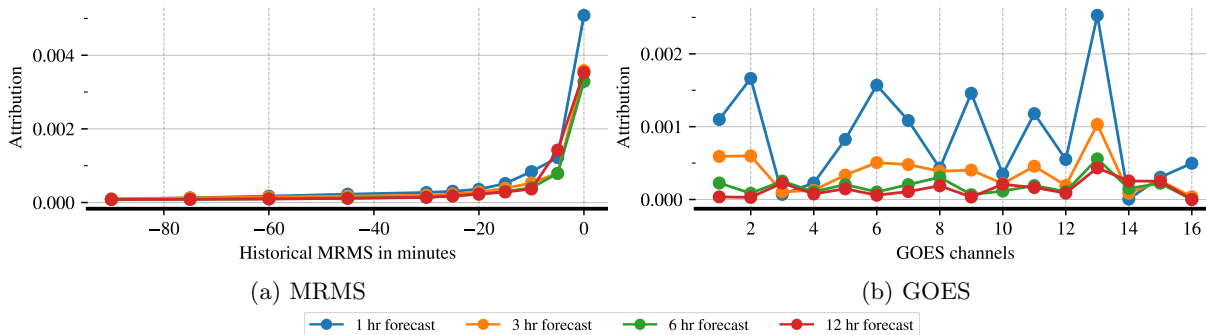 0.004
0.002
0.000
Attribution
−80
−60
−40
−20
0
Historical MRMS in minutes
(a) MRMS
0.002
0.001
0.000
Attribution
2
4
6
8
10
12
14
16
GOES channels
(b) GOES
1 hr forecast 3 hr forecast 6 hr forecast 12 hr forecast